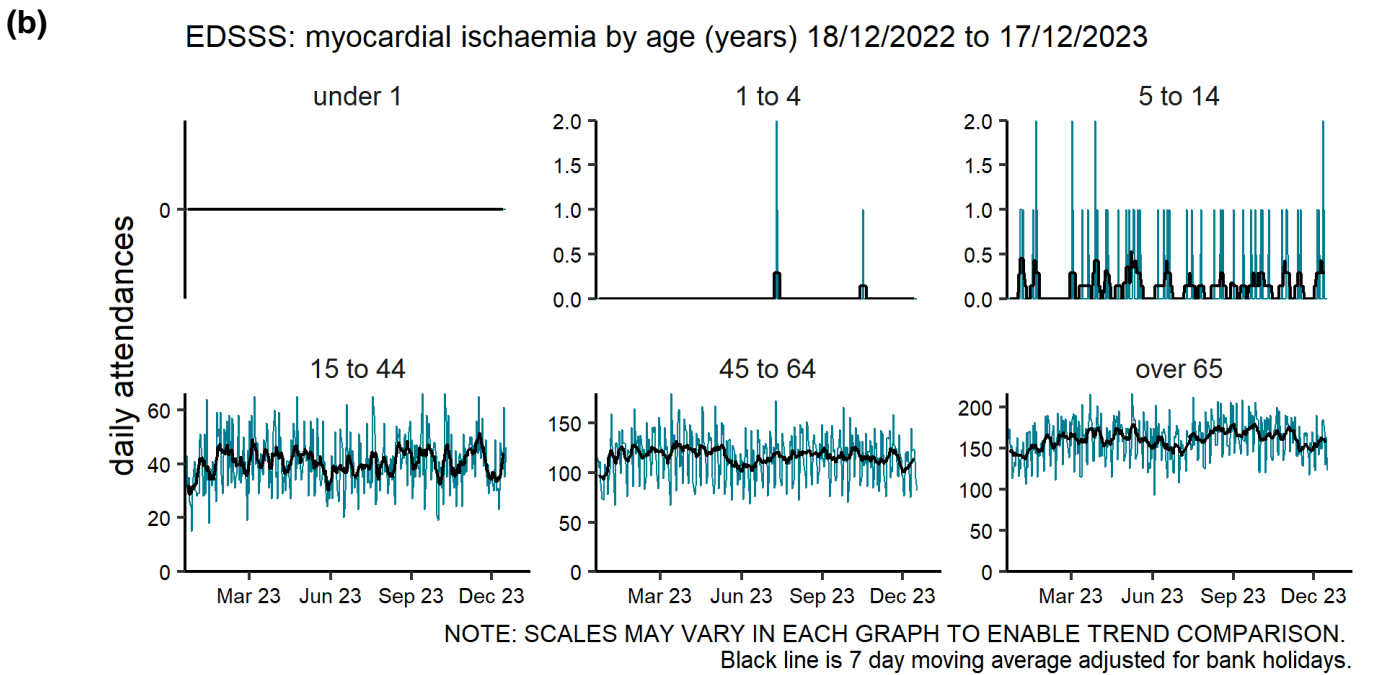 (b)
EDSSS: myocardial ischaemia by age (years) 18/12/2022 to 17/12/2023
under 1
1 to 4
5 to 14
0
2.0
1.5
1.0
0.5
0.0
2.0
1.5
1.0
0.5
0.0
daily attendances
15 to 44
45 to 64
over 65
60
40
20
0
150
100
50
0
200
150
100
50
0
Mar 23 Jun 23 Sep 23 Dec 23
Mar 23 Jun 23 Sep 23 Dec 23
Mar 23 Jun 23 Sep 23 Dec 23
NOTE: SCALES MAY VARY IN EACH GRAPH TO ENABLE TREND COMPARISON.
Black line is 7 day moving average adjusted for bank holidays.